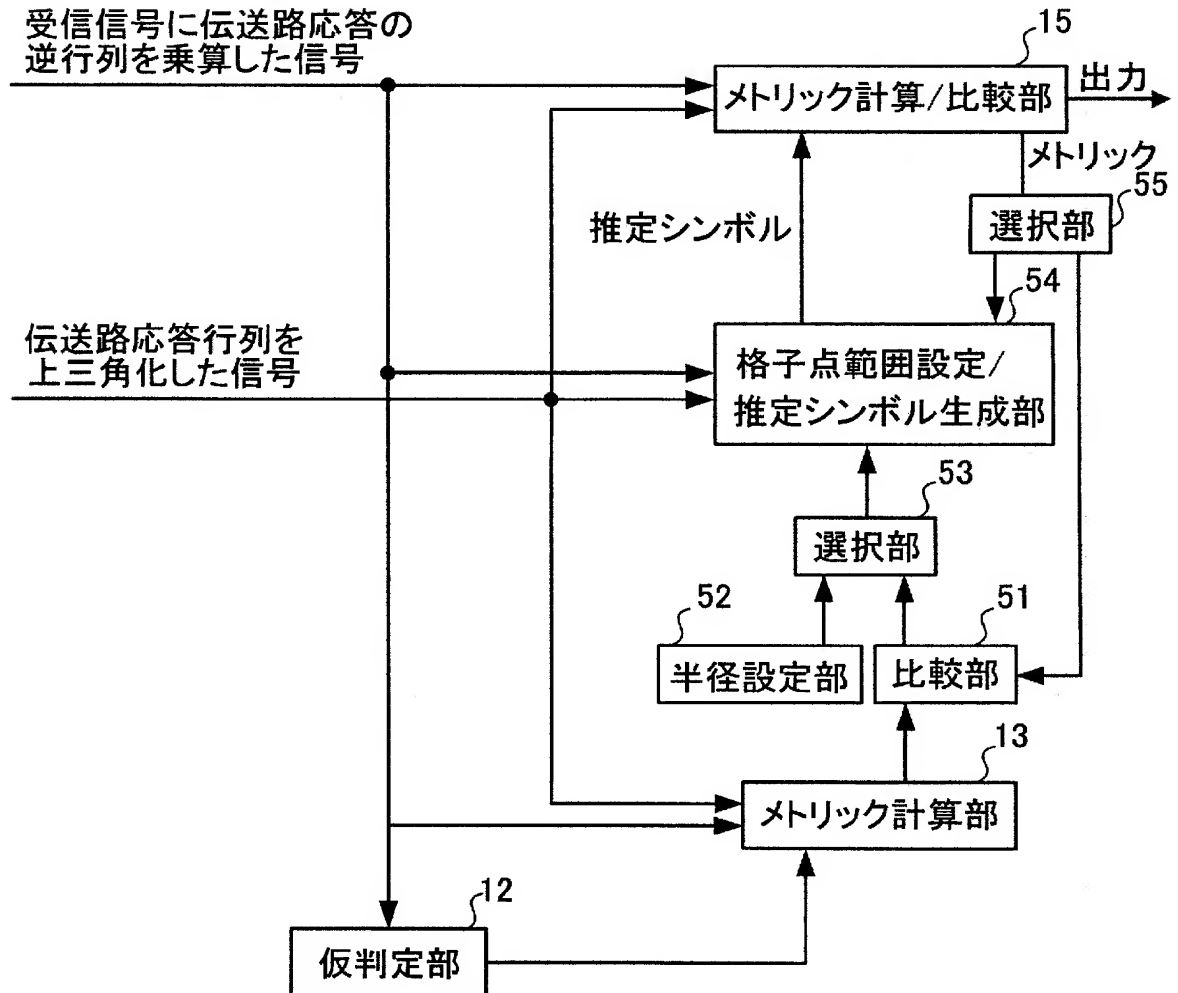 受信信号に伝送路応答の
逆行列を乗算した信号
15
メトリック計算/比較部
出力
メトリック
55
選択部
推定シンボル
54
伝送路応答行列を
上三角化した信号
格子点範囲設定/
推定シンボル生成部
53
選択部
52
半径設定部
51
比較部
13
メトリック計算部
12
仮判定部